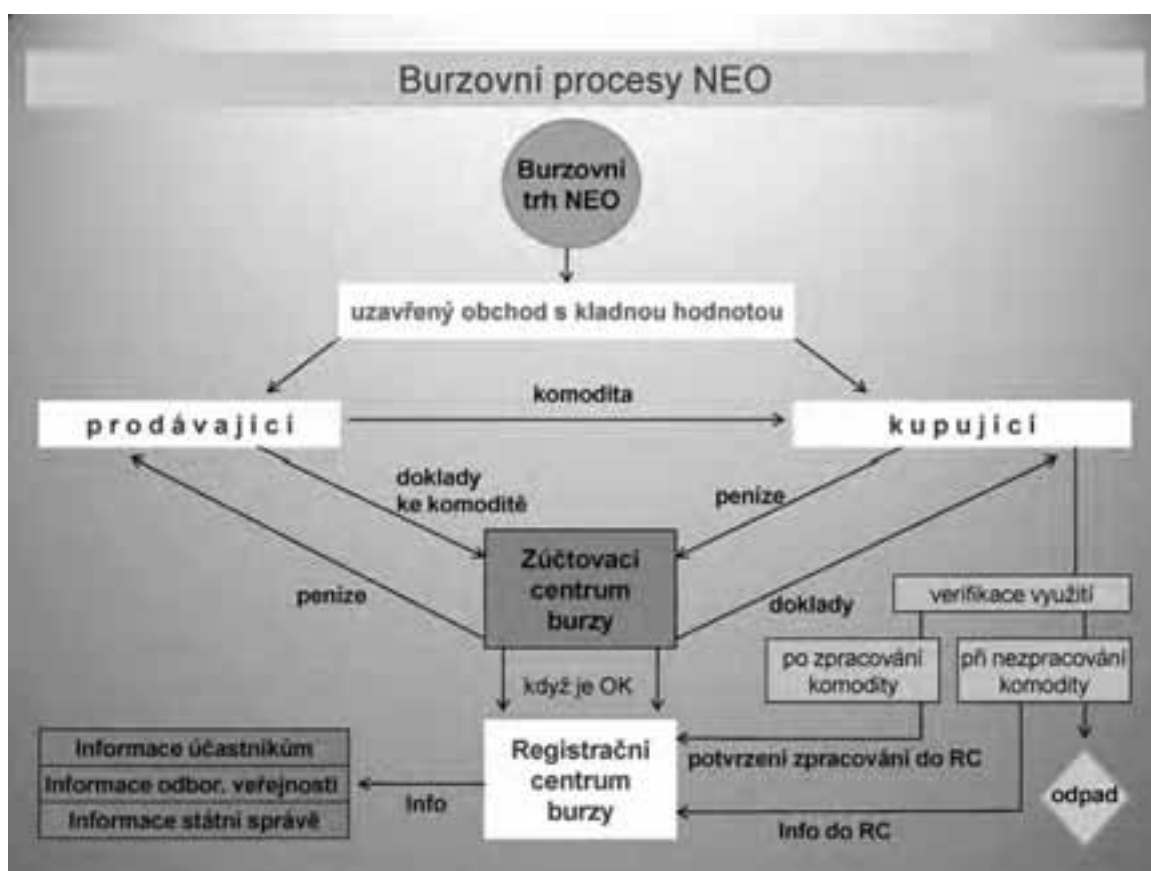 Burzovní procesy NEO
Burzovní
trh NEO
uzavřený obchod s kladnou hodnotou
komodita
prodávající
kupující
doklady
ke komoditě
peníze
Zúčtovací
centrum
burzy
peníze
doklady
verifikace využití
po zpracování
komodity
při nezpracování
komodity
když je OK
Registrační
centrum
burzy
potvrzení zpracování do RC
odpad
Informace účastníkům
Informace odbor. veřejnosti
Informace státní správě
Info
Info do RC